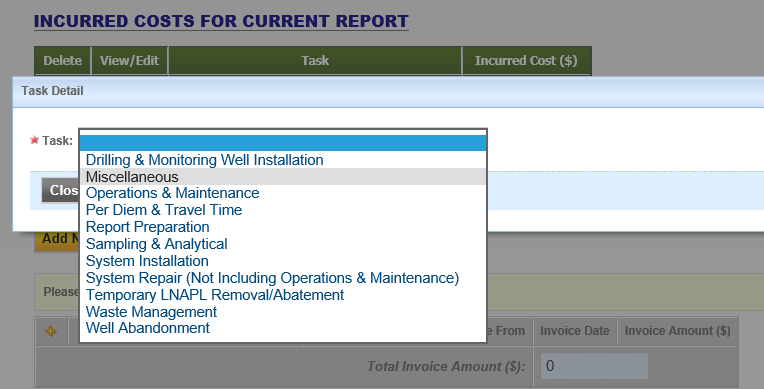 INCURRED COSTS FOR CURRENT REPORT
Delete View/Edit Task Incurred Cost ($)
Task Detail
* Task:
Drilling & Monitoring Well Installation
Miscellaneous
Operations & Maintenance
Per Diem & Travel Time
Report Preparation
Sampling & Analytical
System Installation
System Repair (Not Including Operations & Maintenance)
Temporary LNAPL Removal/Abatement
Waste Management
Well Abandonment
Clos
Add N
Please
e From Invoice Date Invoice Amount ($)
Total Invoice Amount ($): 0